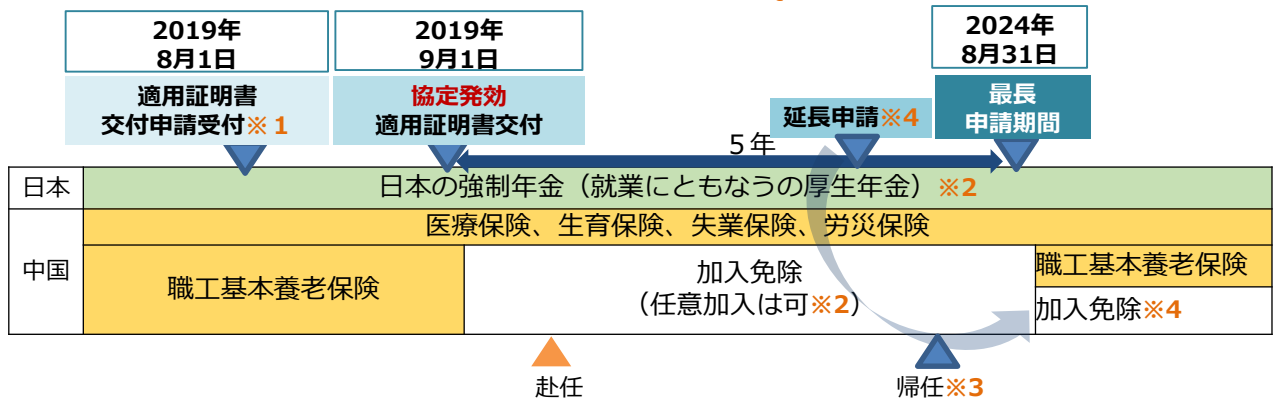 2019年
8月1日
2019年
9月1日
2024年
8月31日
適用証明書
交付申請受付※１
協定発効
適用証明書交付
延長申請※4
最長
申請期間
５年
日本
日本の強制年金（就業にともなうの厚生年金）※2
中国
医療保険、生育保険、失業保険、労災保険
職工基本養老保険
加入免除
（任意加入は可※2）
職工基本養老保険
加入免除※4
赴任
帰任※3